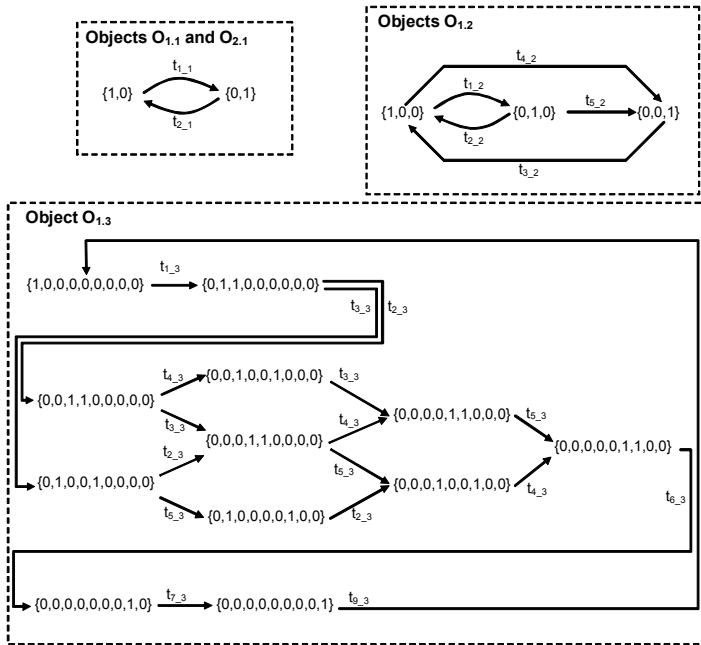 Objects O1.1 and O2.1
t1_1
{1,0}
{0,1}
t2_1
Objects O1.2
t4_2
t1_2
{1,0,0}
{0,1,0}
t5_2
{0,0,1}
t2_2
t3_2
Object O1.3
{1,0,0,0,0,0,0,0,0}
t1_3
{0,1,1,0,0,0,0,0,0}
t3_3
t2_3
{0,0,1,1,0,0,0,0,0}
t4_3
{0,0,1,0,0,1,0,0,0}
t3_3
t3_3
{0,0,0,1,1,0,0,0,0}
t4_3
{0,0,0,0,1,1,0,0,0}
t5_3
{0,0,0,0,0,1,1,0,0}
{0,1,0,0,1,0,0,0,0}
t2_3
t5_3
{0,0,0,1,0,0,1,0,0}
t4_3
t6_3
t5_3
{0,1,0,0,0,0,1,0,0}
t2_3
{0,0,0,0,0,0,0,1,0}
t7_3
{0,0,0,0,0,0,0,0,1}
t9_3